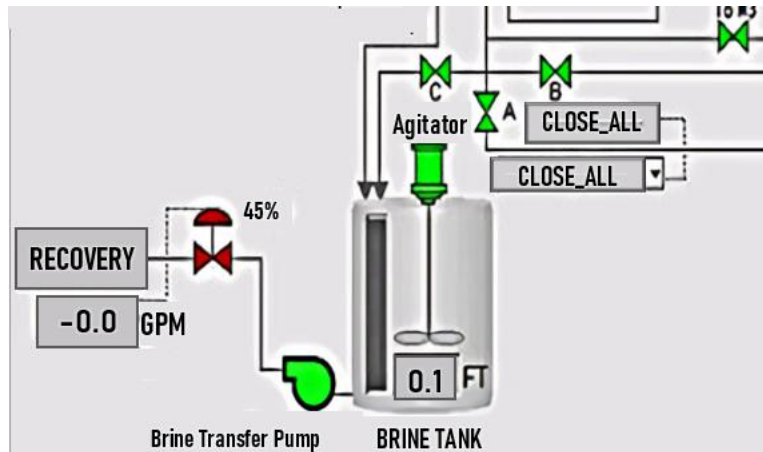 C
B
A
CLOSE_ALL
Agitator
CLOSE_ALL
45%
RECOVERY
-0.0 GPM
0.1 FT
Brine Transfer Pump
BRINE TANK